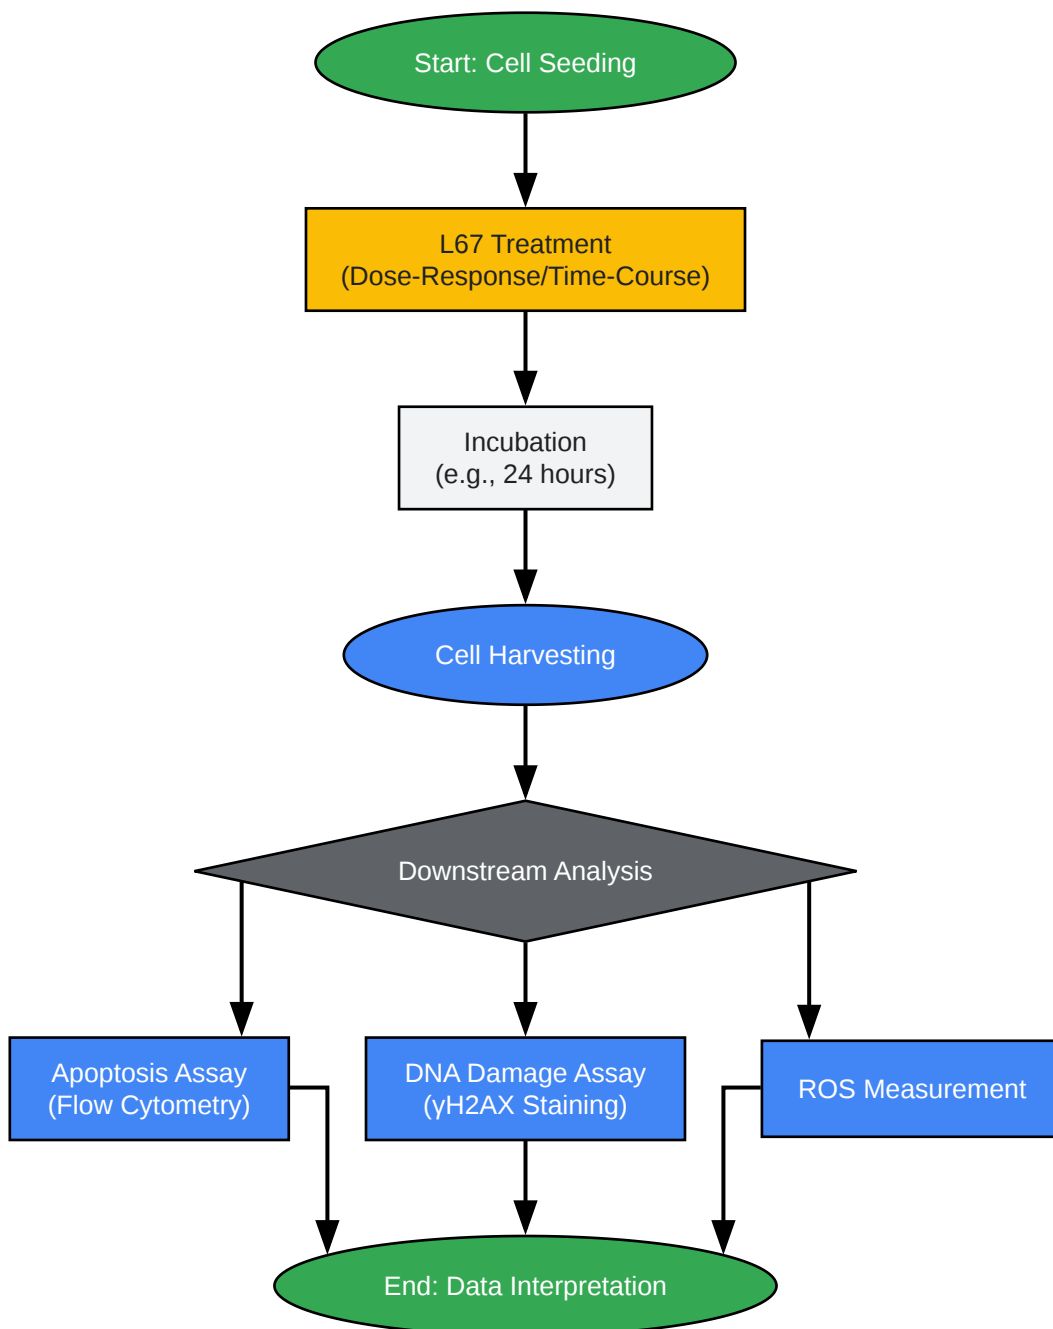 Start: Cell Seeding
L67 Treatment
(Dose-Response/Time-Course)
Incubation
(e.g., 24 hours)
Cell Harvesting
Downstream Analysis
Apoptosis Assay
(Flow Cytometry)
DNA Damage Assay
(γH2AX Staining)
ROS Measurement
End: Data Interpretation